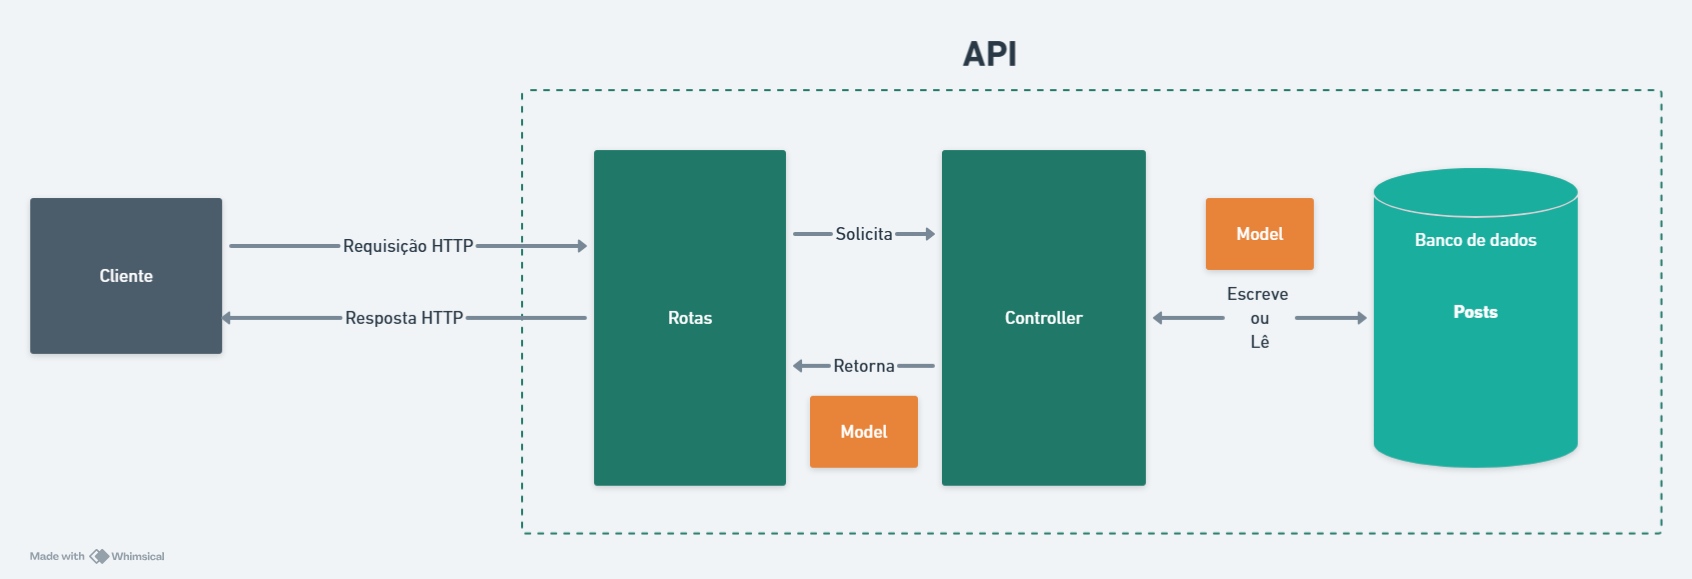 API
Cliente
Requisição HTTP
Resposta HTTP
Rotas
Solicita
Retorna
Model
Controller
Model
Escreve
ou
Lê
Banco de dados
Posts
Made with Whimsical